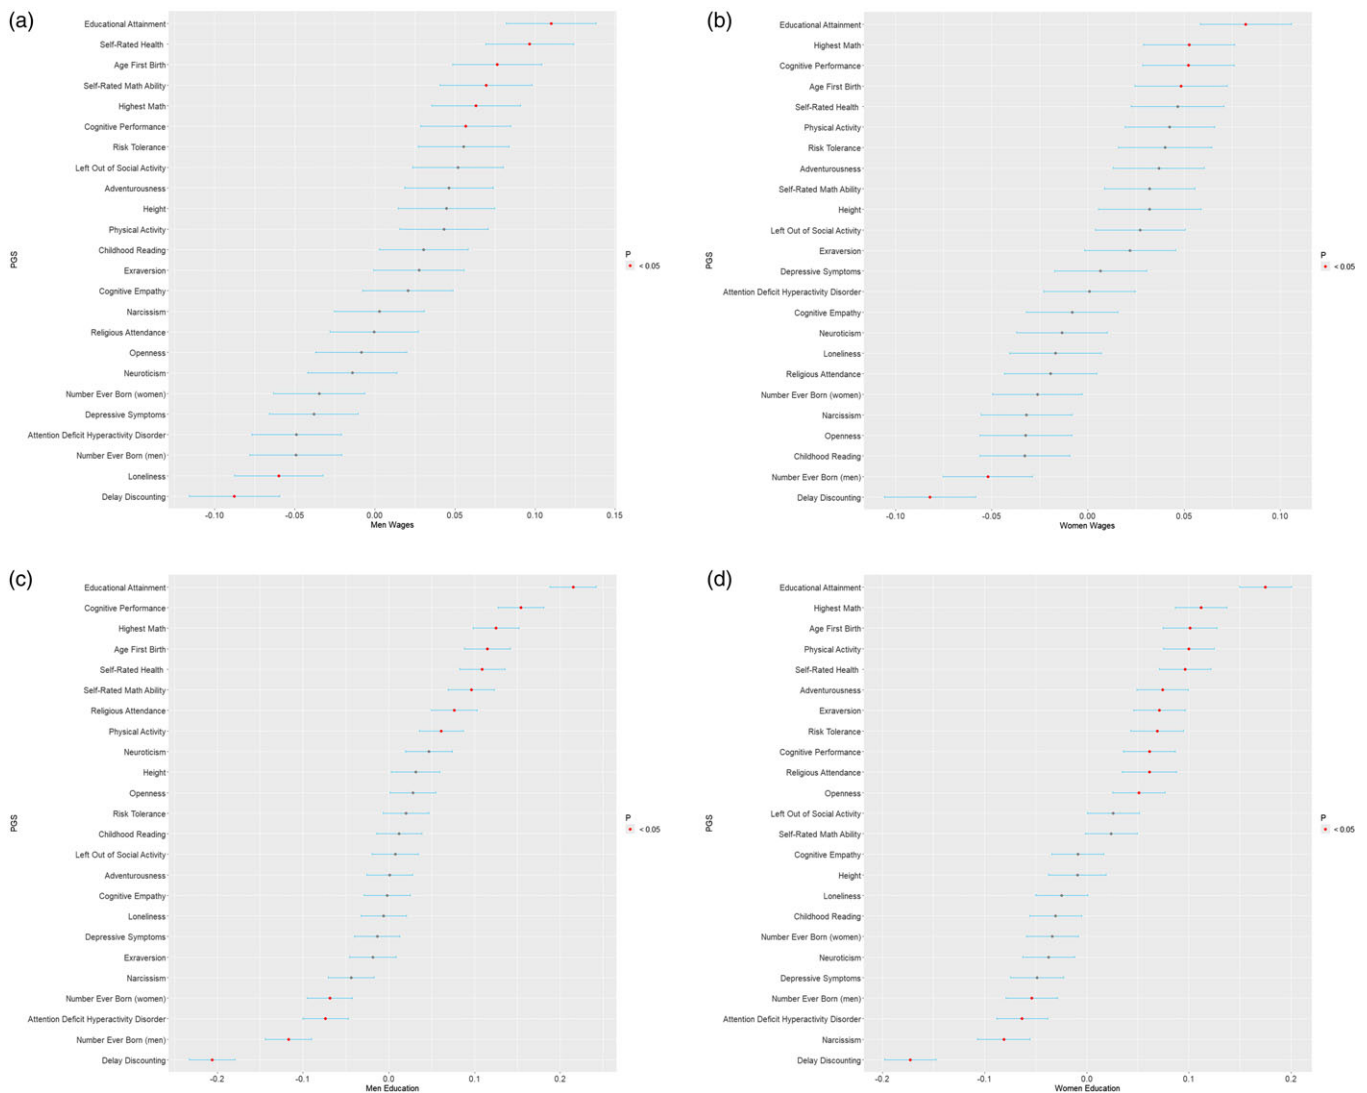 (a)
Educational Attainment
Self-Rated Health
Age First Birth
Self-Rated Math Ability
Highest Math
Cognitive Performance
Risk Tolerance
Left Out of Social Activity
Adventurousness
Height
Physical Activity
Childhood Reading
Exraversion
Cognitive Empathy
Narcissism
Religious Attendance
Openness
Neuroticism
Number Ever Born (women)
Depressive Symptoms
Attention Deficit Hyperactivity Disorder
Number Ever Born (men)
Loneliness
Delay Discounting
PGS
-0.10 -0.05 0.00 0.05 0.10 0.15
Men Wages
P
< 0.05
(b)
Educational Attainment
Highest Math
Cognitive Performance
Age First Birth
Self-Rated Health
Physical Activity
Risk Tolerance
Adventurousness
Self-Rated Math Ability
Height
Left Out of Social Activity
Exraversion
Depressive Symptoms
Attention Deficit Hyperactivity Disorder
Cognitive Empathy
Neuroticism
Loneliness
Religious Attendance
Number Ever Born (women)
Narcissism
Openness
Childhood Reading
Number Ever Born (men)
Delay Discounting
PGS
-0.10 -0.05 0.00 0.05 0.10
Women Wages
P
< 0.05
(c)
Educational Attainment
Cognitive Performance
Highest Math
Age First Birth
Self-Rated Health
Self-Rated Math Ability
Religious Attendance
Physical Activity
Neuroticism
Height
Openness
Risk Tolerance
Childhood Reading
Left Out of Social Activity
Adventurousness
Cognitive Empathy
Loneliness
Depressive Symptoms
Exraversion
Narcissism
Number Ever Born (women)
Attention Deficit Hyperactivity Disorder
Number Ever Born (men)
Delay Discounting
PGS
-0.2 -0.1 0.0 0.1 0.2
Men Education
P
< 0.05
(d)
Educational Attainment
Highest Math
Age First Birth
Physical Activity
Self-Rated Health
Adventurousness
Exraversion
Risk Tolerance
Cognitive Performance
Religious Attendance
Openness
Left Out of Social Activity
Self-Rated Math Ability
Cognitive Empathy
Height
Loneliness
Childhood Reading
Number Ever Born (women)
Neuroticism
Depressive Symptoms
Number Ever Born (men)
Attention Deficit Hyperactivity Disorder
Narcissism
Delay Discounting
PGS
-0.2 -0.1 0.0 0.1 0.2
Women Education
P
< 0.05